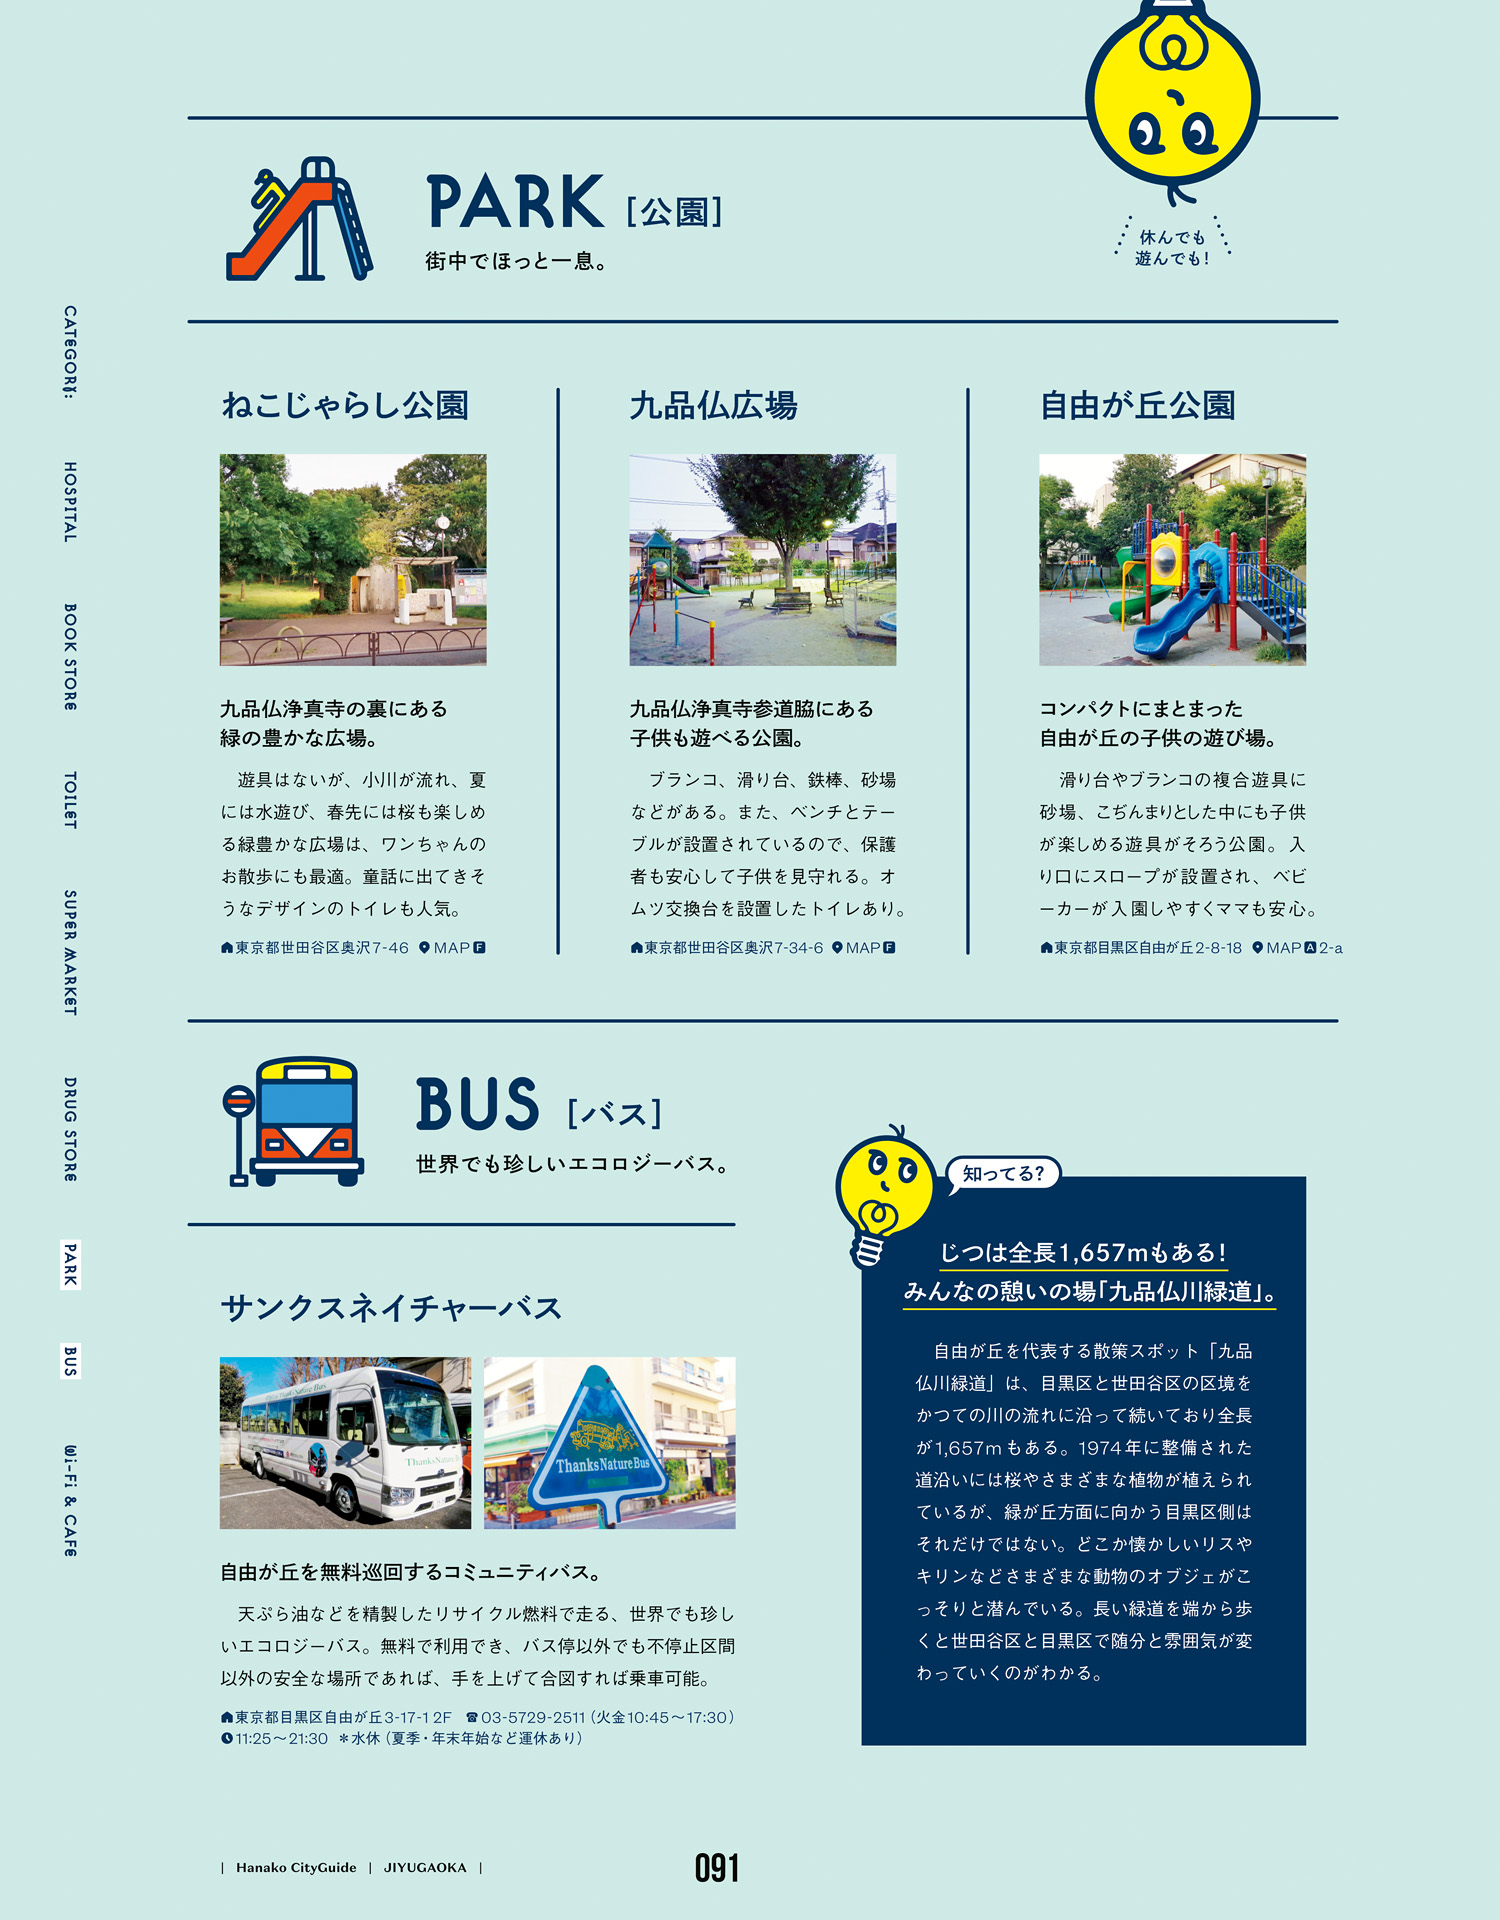 休んでも
遊んでも!
PARK [公園]
街中でほっと一息。
CATEGORY:
HOSPITAL
BOOK STORE
TOILET
SUPER MARKET
DRUG STORE
PARK
BUS
Wi-Fi & CAFE
ねこじゃらし公園
九品仏浄真寺の裏にある
緑の豊かな広場。
遊具はないが、小川が流れ、夏
には水遊び、春先には桜も楽しめ
る緑豊かな広場は、ワンちゃんの
お散歩にも最適。童話に出てきそ
うなデザインのトイレも人気。
東京都世田谷区奥沢7-46 MAP F
九品仏広場
九品仏浄真寺参道脇にある
子供も遊べる公園。
ブランコ、滑り台、鉄棒、砂場
などがある。また、ベンチとテー
ブルが設置されているので、保護
者も安心して子供を見守れる。オ
ムツ交換台を設置したトイレあり。
東京都世田谷区奥沢7-34-6 MAP F
自由が丘公園
コンパクトにまとまった
自由が丘の子供の遊び場。
滑り台やブランコの複合遊具に
砂場、こぢんまりとした中にも子供
が楽しめる遊具がそろう公園。入
り口にスロープが設置され、ベビ
ーカーが入園しやすくママも安心。
東京都目黒区自由が丘2-8-18 MAP A 2-a
BUS [バス]
世界でも珍しいエコロジーバス。
サンクスネイチャーバス
Thanks Nature Bus
Thanks Nature Bus
自由が丘を無料巡回するコミュニティバス。
天ぷら油などを精製したリサイクル燃料で走る、世界でも珍し
いエコロジーバス。無料で利用でき、バス停以外でも不停止区間
以外の安全な場所であれば、手を上げて合図すれば乗車可能。
東京都目黒区自由が丘3-17-1 2F ☎03-5729-2511（火金10:45〜17:30）
11:25〜21:30 ＊水休（夏季・年末年始など運休あり）
知ってる?
じつは全長1,657mもある!
みんなの憩いの場「九品仏川緑道」。
自由が丘を代表する散策スポット「九品
仏川緑道」は、目黒区と世田谷区の区境を
かつての川の流れに沿って続いており全長
が1,657mもある。1974年に整備された
道沿いには桜やさまざまな植物が植えられ
ているが、緑が丘方面に向かう目黒区側は
それだけではない。どこか懐かしいリスや
キリンなどさまざまな動物のオブジェがこ
っそりと潜んでいる。長い緑道を端から歩
くと世田谷区と目黒区で随分と雰囲気が変
わっていくのがわかる。
| Hanako CityGuide | JIYUGAOKA |
091